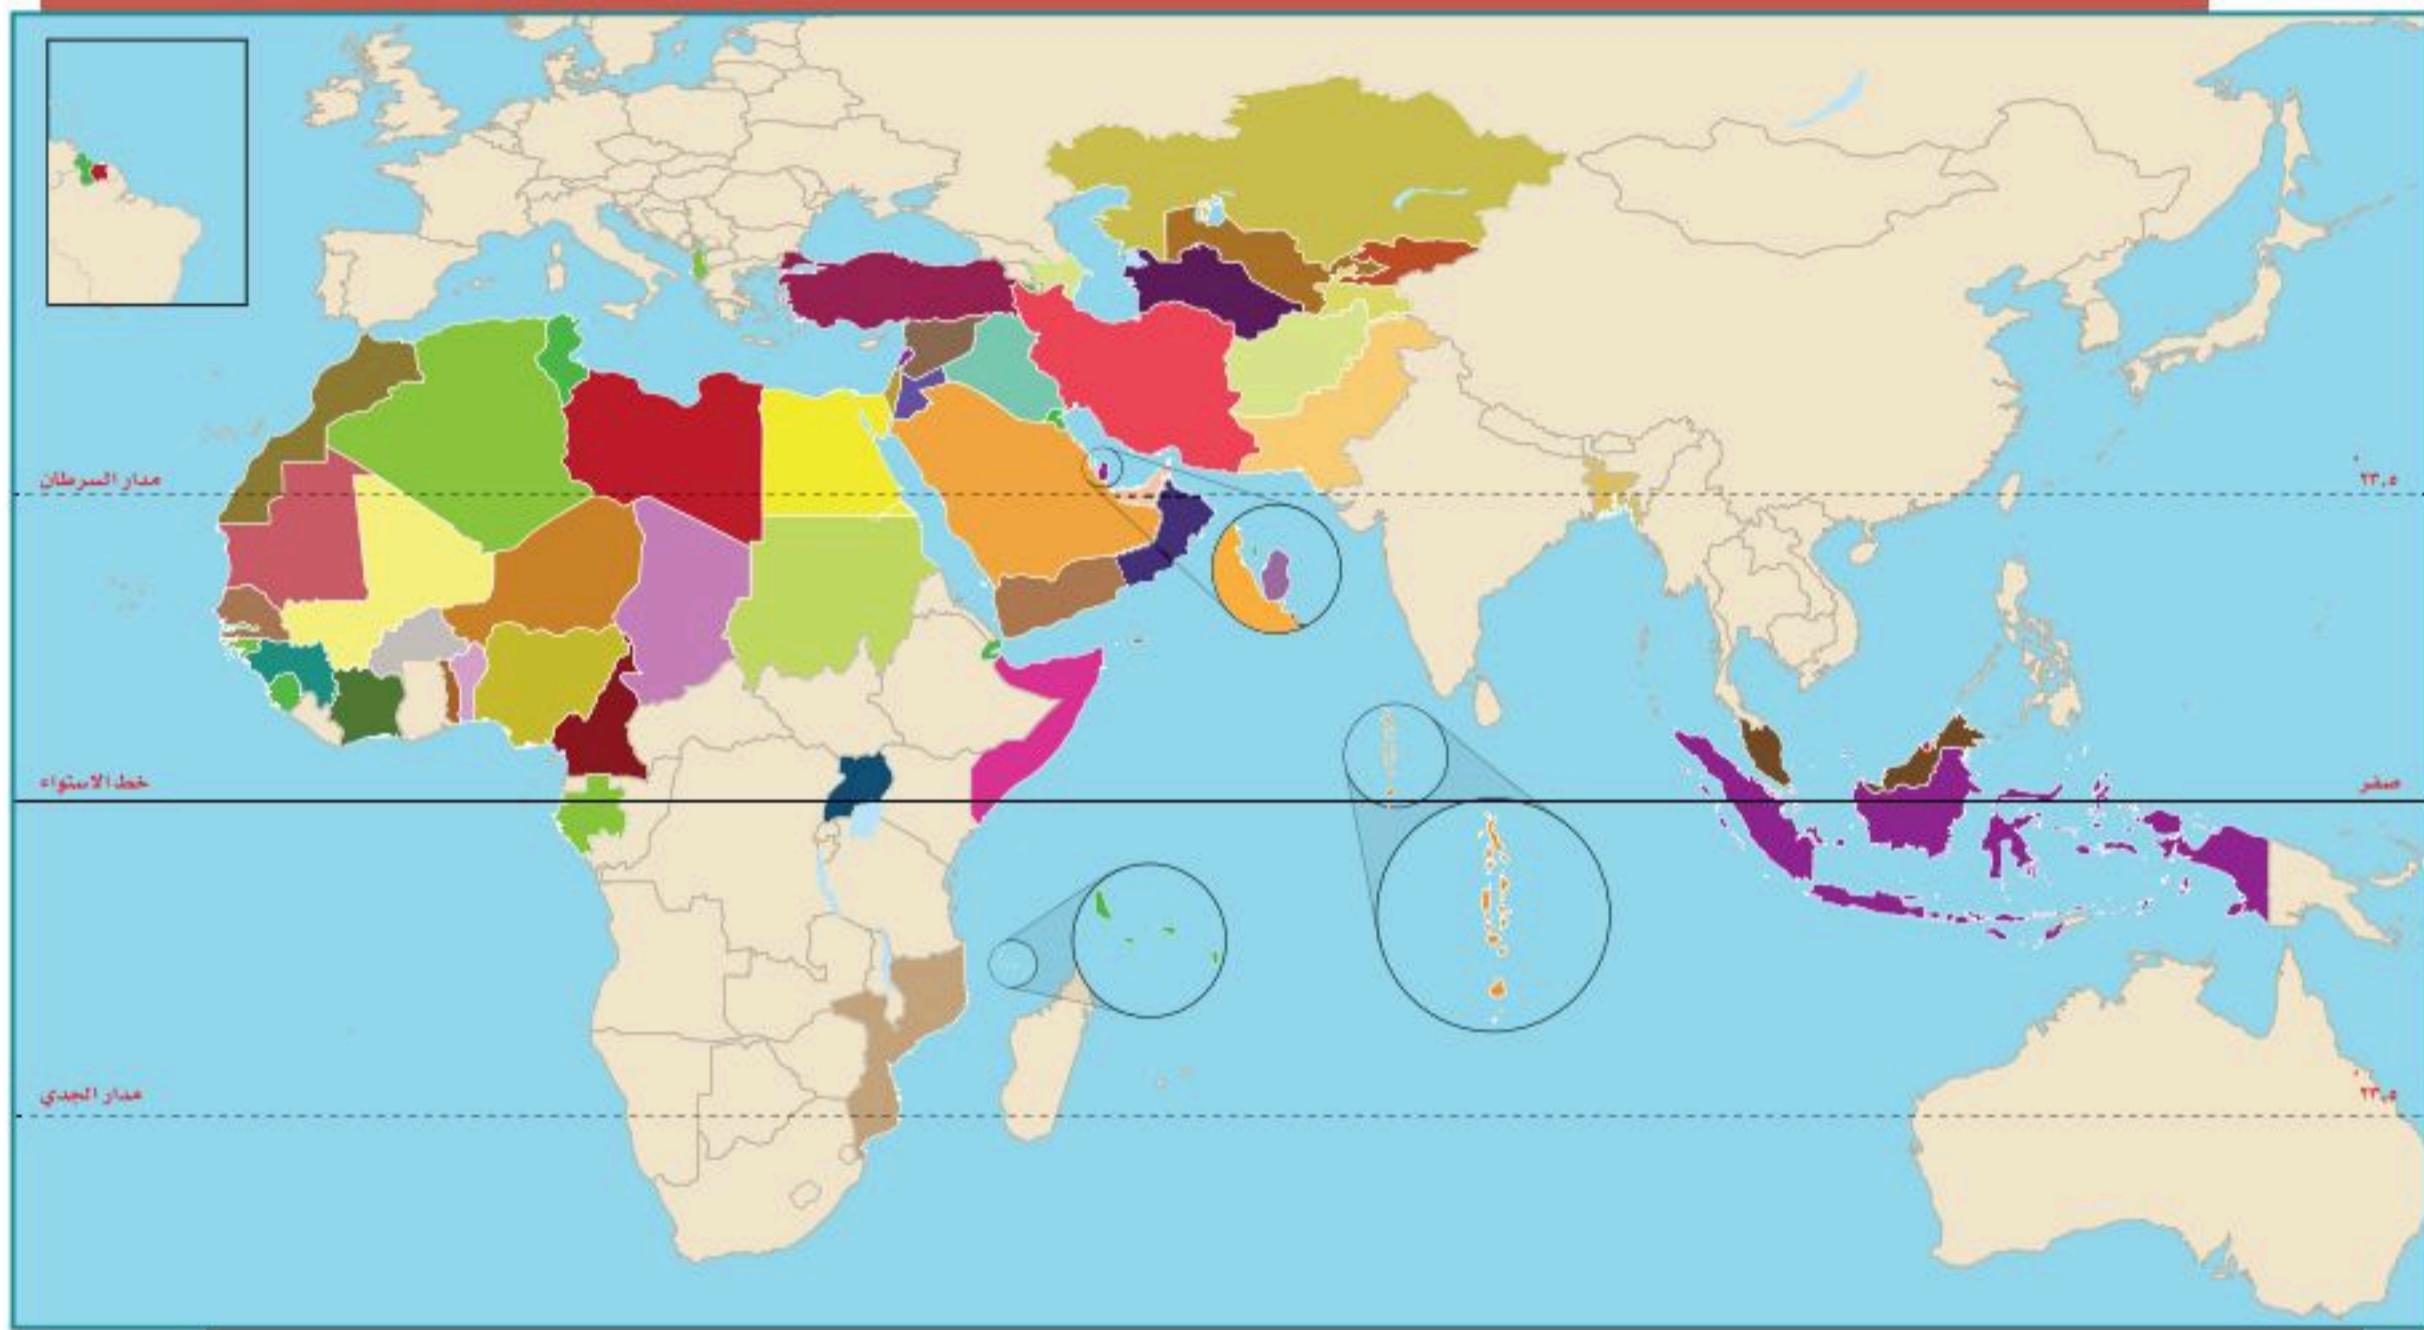 مدار السرطان
٢٣,٥
خط الاستواء
صفر
مدار الجدي
٢٣,٥